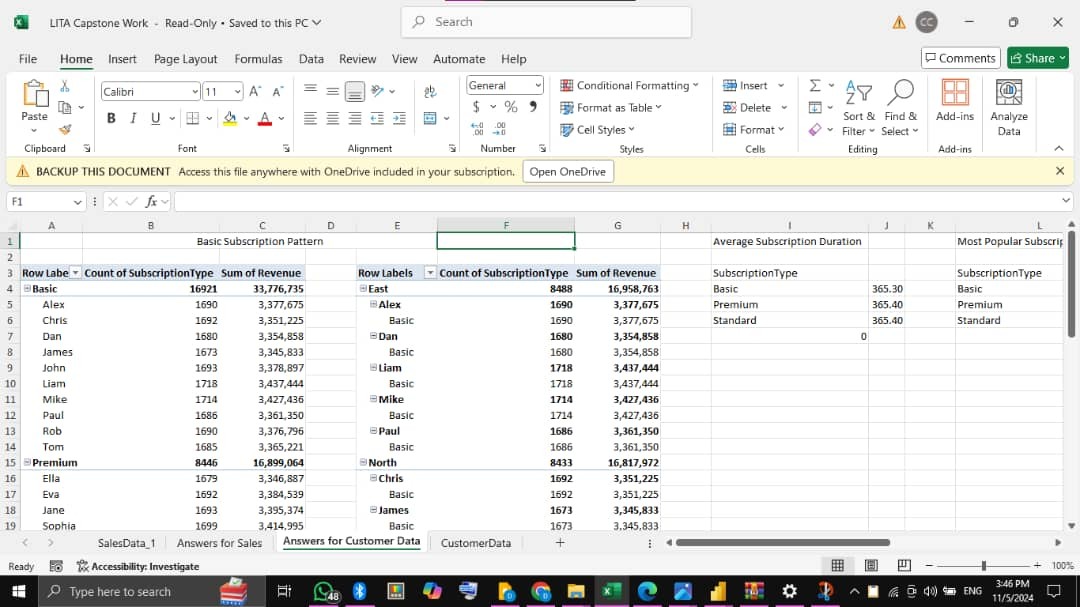 LITA Capstone Work - Read-Only • Saved to this PC
Search
CC
File Home Insert Page Layout Formulas Data Review View Automate Help
Comments Share
Paste
Calibri 11
B I U
General
$ %
Conditional Formatting
Format as Table
Cell Styles
Insert
Delete
Format
Sort & Filter
Find & Select
Add-ins
Analyze Data
Clipboard Font Alignment Number Styles Cells Editing Add-ins
BACKUP THIS DOCUMENT Access this file anywhere with OneDrive included in your subscription. Open OneDrive
F1 fx
A B C D E F G H I J K L
1 Basic Subscription Pattern Average Subscription Duration Most Popular Subscrip
2
3 Row Labe Count of SubscriptionType Sum of Revenue Row Labels Count of SubscriptionType Sum of Revenue SubscriptionType SubscriptionType
4 Basic 16921 33,776,735 East 8488 16,958,763 Basic 365.30 Basic
5 Alex 1690 3,377,675 Alex 1690 3,377,675 Premium 365.40 Premium
6 Chris 1692 3,351,225 Basic 1690 3,377,675 Standard 365.40 Standard
7 Dan 1680 3,354,858 Dan 1680 3,354,858 0
8 James 1673 3,345,833 Basic 1680 3,354,858
9 John 1693 3,378,897 Liam 1718 3,437,444
10 Liam 1718 3,437,444 Basic 1718 3,437,444
11 Mike 1714 3,427,436 Mike 1714 3,427,436
12 Paul 1686 3,361,350 Basic 1714 3,427,436
13 Rob 1690 3,376,796 Paul 1686 3,361,350
14 Tom 1685 3,365,221 Basic 1686 3,361,350
15 Premium 8446 16,899,064 North 8433 16,817,972
16 Ella 1679 3,346,887 Chris 1692 3,351,225
17 Eva 1692 3,384,539 Basic 1692 3,351,225
18 Jane 1693 3,395,374 James 1673 3,345,833
19 Sophia 1699 3,414,995 Basic 1673 3,345,833
SalesData_1 Answers for Sales Answers for Customer Data CustomerData
Ready Accessibility: Investigate 100%
Type here to search
48
ENG
3:46 PM
11/5/2024